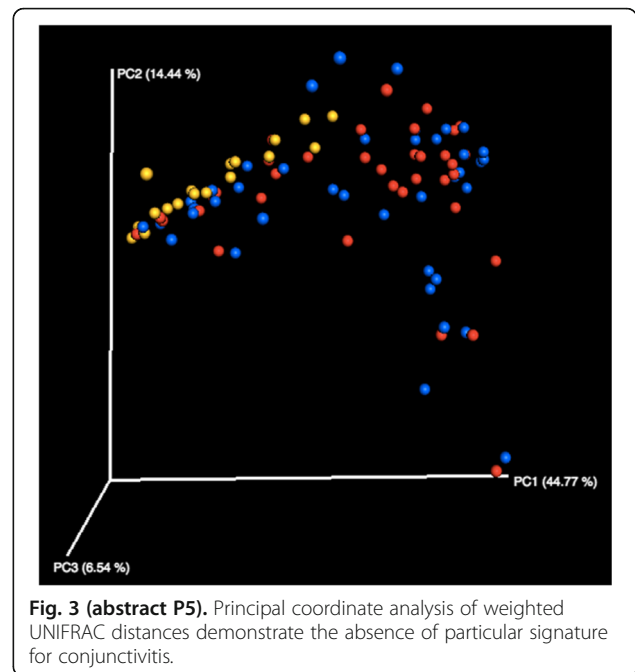 PC2 (14.44 %)
PC1 (44.77 %)
PC3 (6.54 %)
Fig. 3 (abstract P5). Principal coordinate analysis of weighted
UNIFRAC distances demonstrate the absence of particular signature
for conjunctivitis.